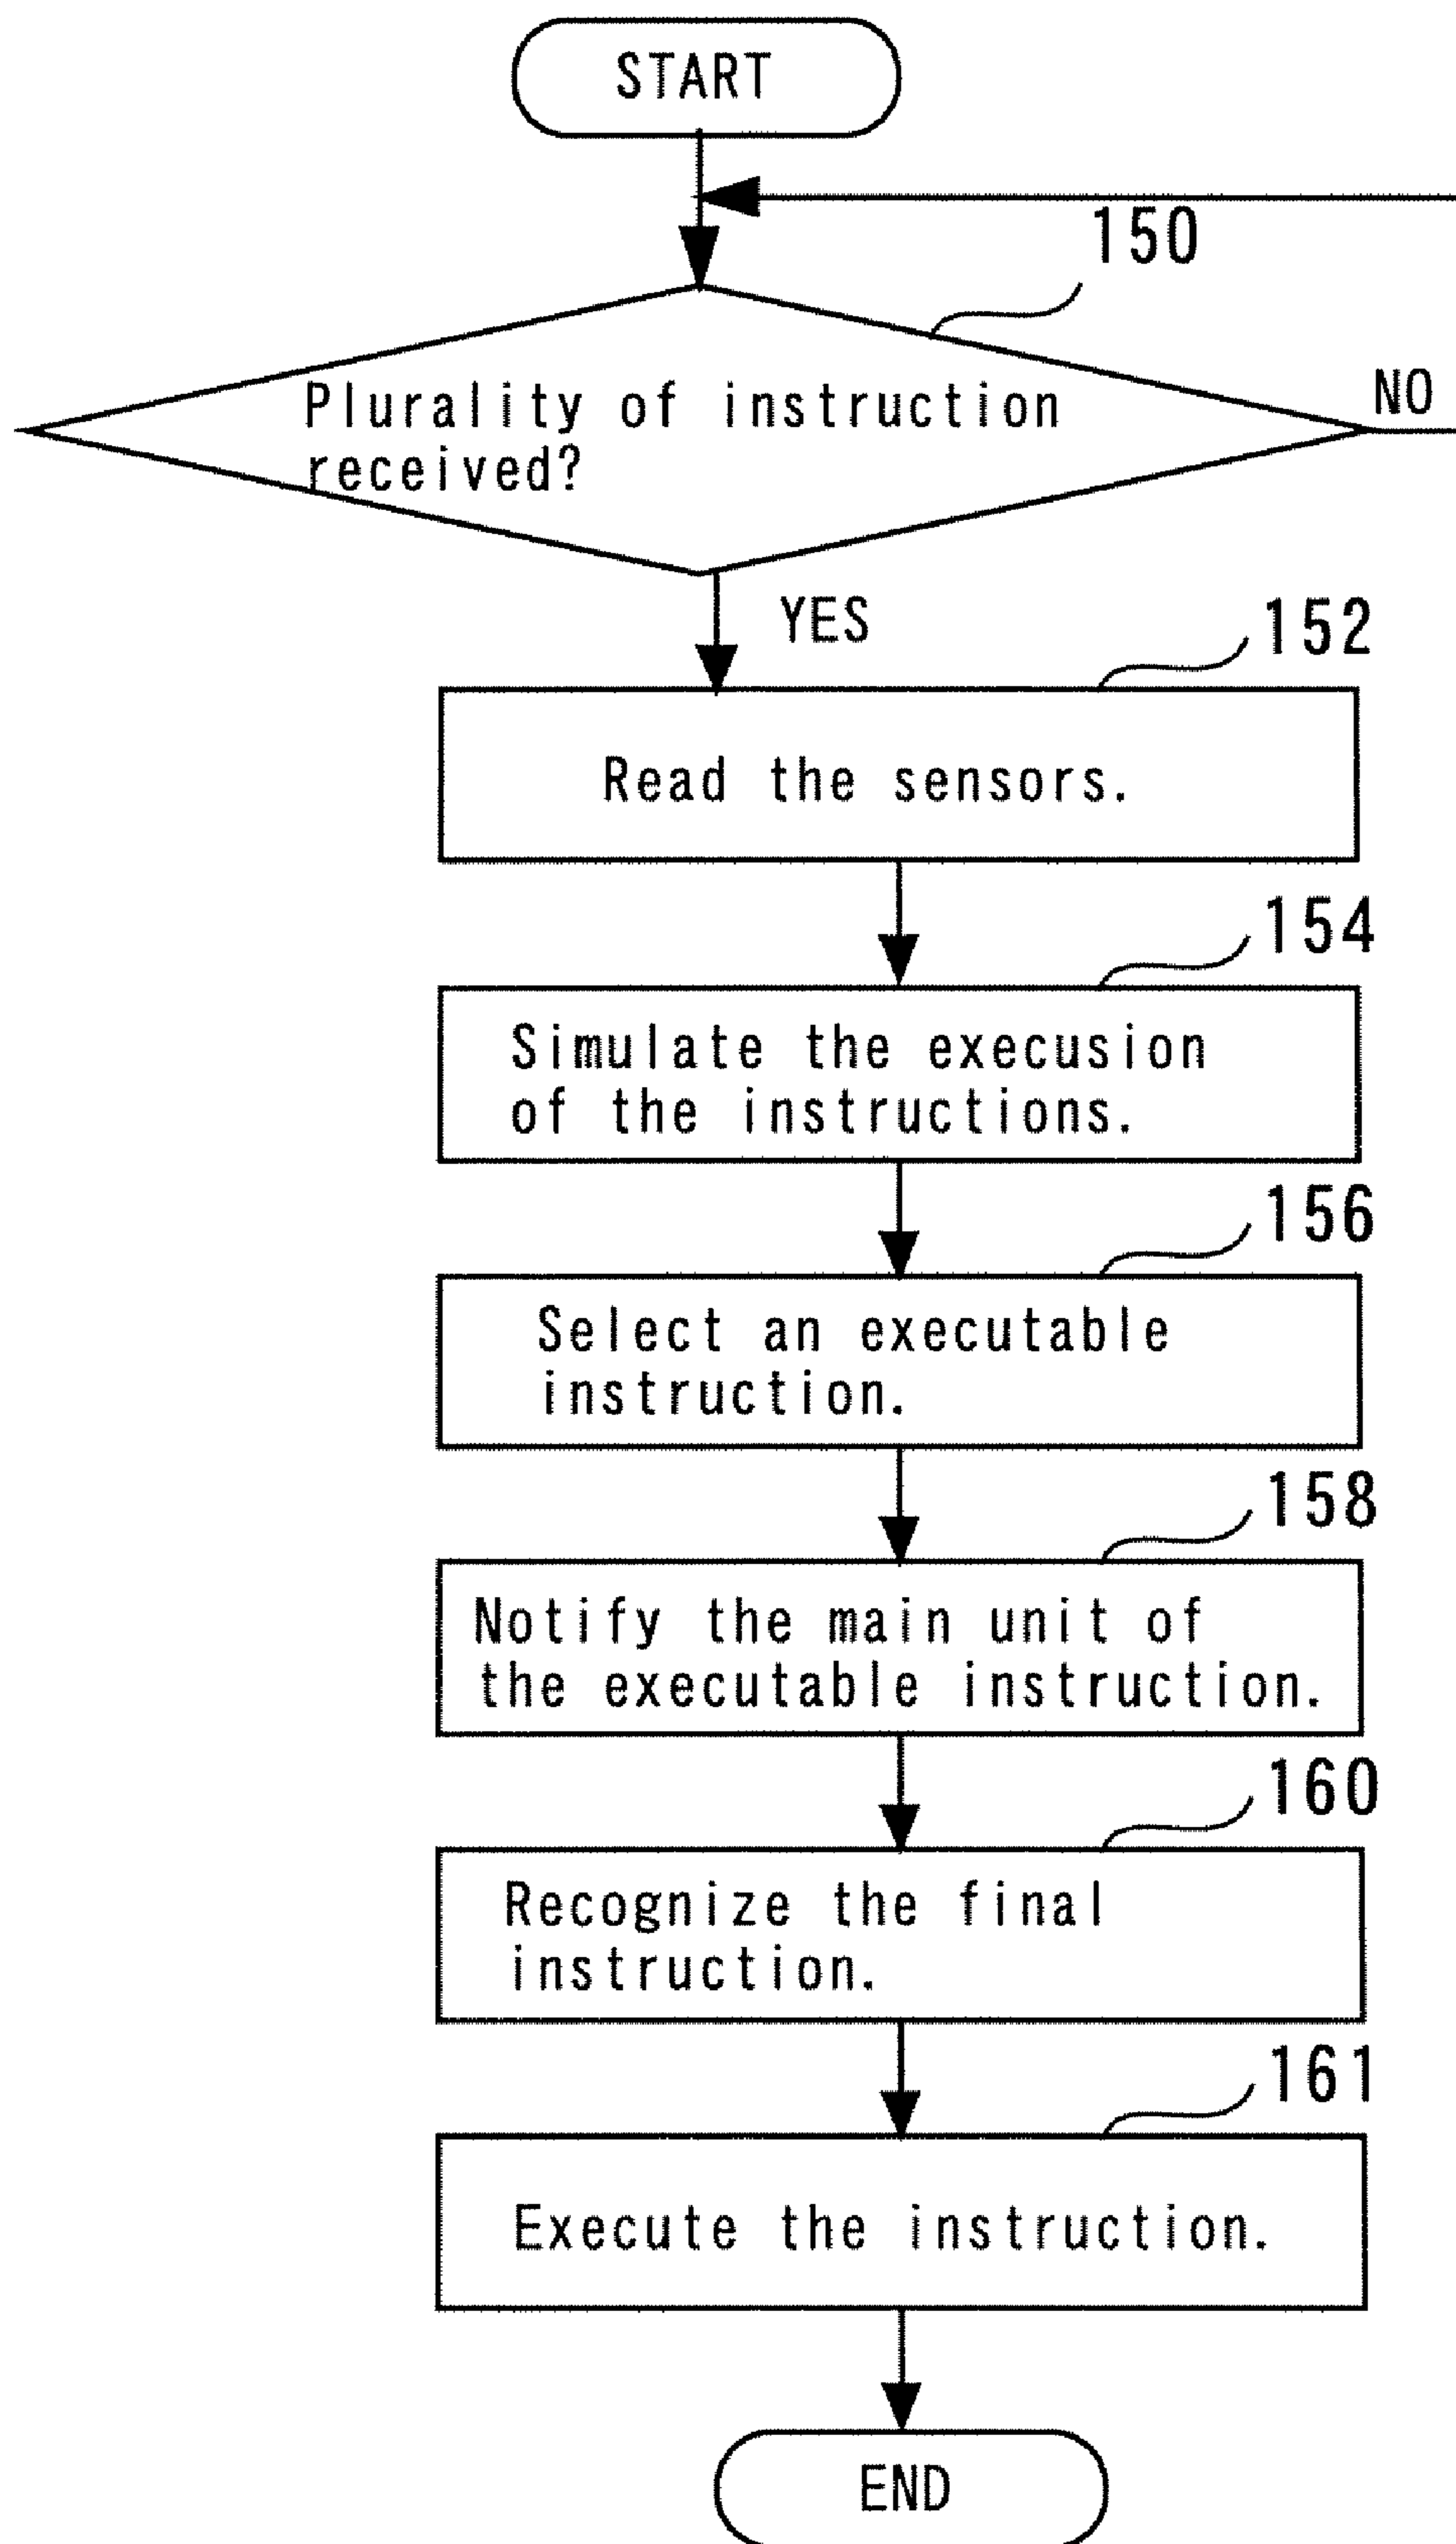 START
150
Plurality of instruction
received?
NO
YES
152
Read the sensors.
154
Simulate the execusion
of the instructions.
156
Select an executable
instruction.
158
Notify the main unit of
the executable instruction.
160
Recognize the final
instruction.
161
Execute the instruction.
END